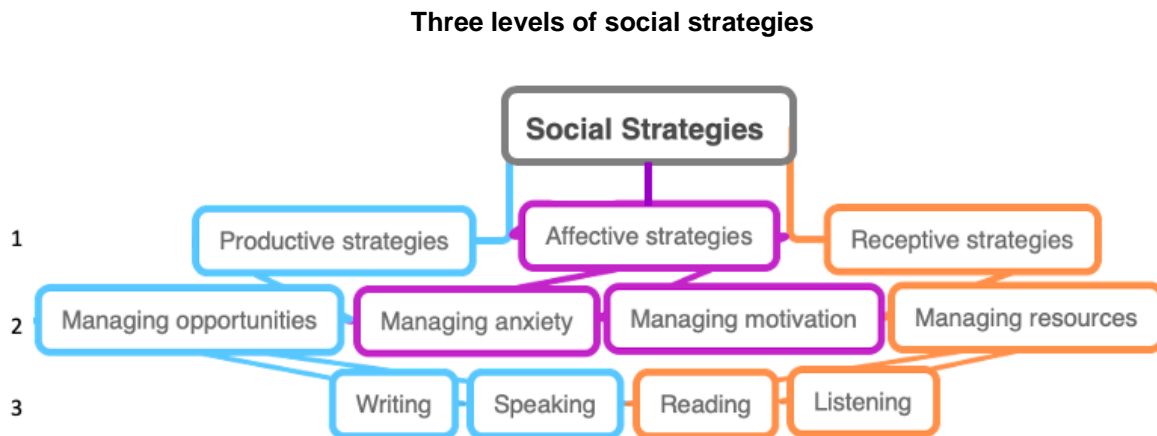 Three levels of social strategies
Social Strategies
1 Productive strategies Affective strategies Receptive strategies
2 Managing opportunities Managing anxiety Managing motivation Managing resources
3 Writing Speaking Reading Listening